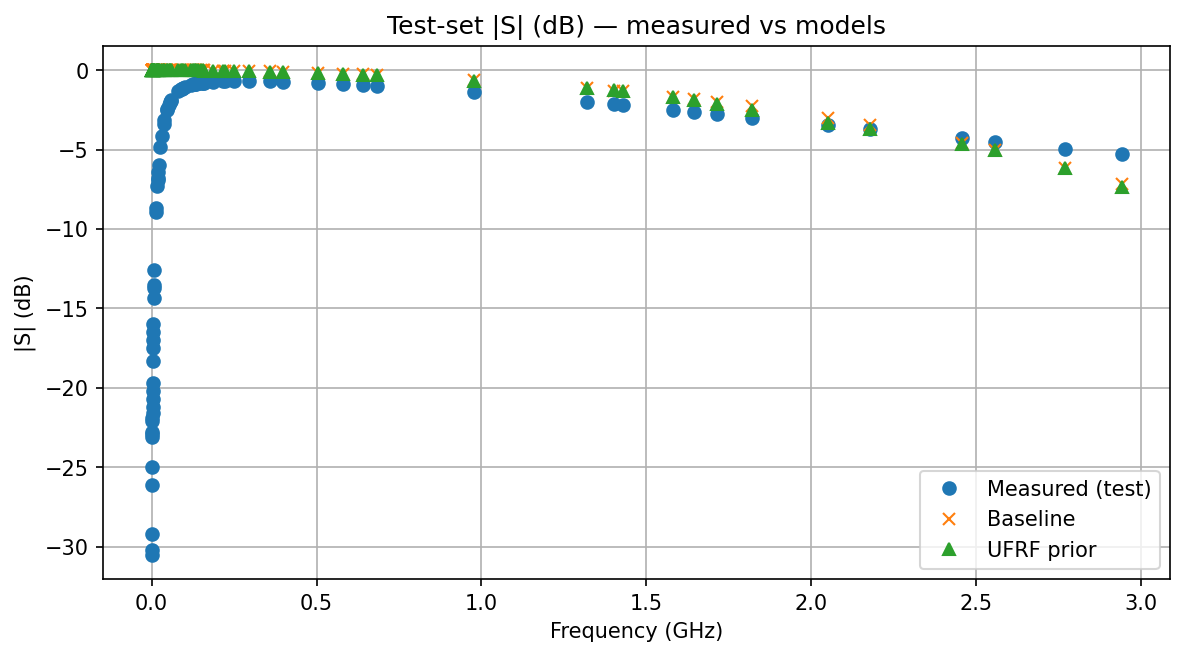 Test-set |S| (dB) — measured vs models
|S| (dB)
0
−5
−10
−15
−20
−25
−30
0.0 0.5 1.0 1.5 2.0 2.5 3.0
Frequency (GHz)
Measured (test)
Baseline
UFRF prior